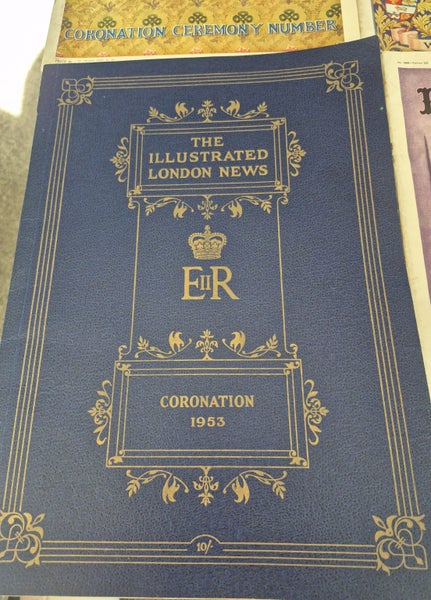 CORONATION CEREMONY NUMBER
THE
ILLUSTRATED
LONDON NEWS
EIIR
CORONATION
1953
10/-